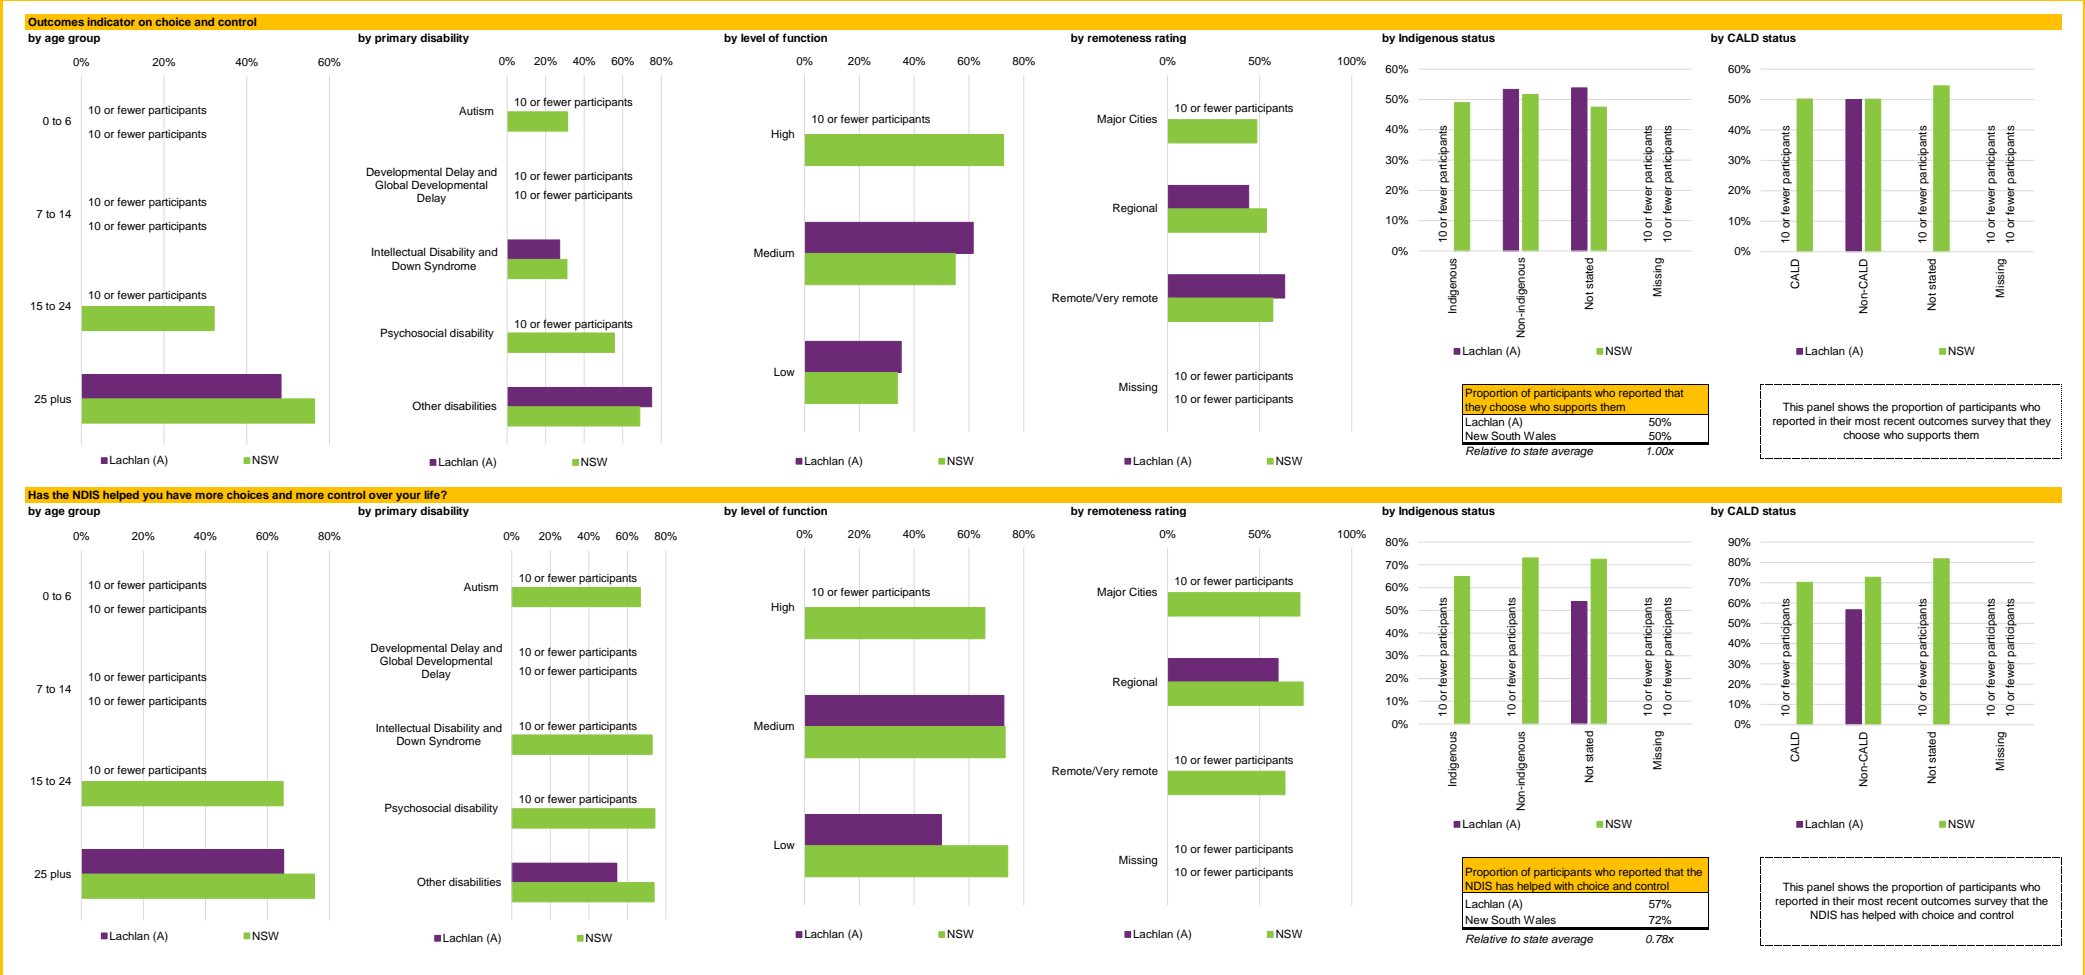 Outcomes indicator on choice and control
by age group
0%
20%
40%
60%
0 to 6
10 or fewer participants
10 or fewer participants
7 to 14
10 or fewer participants
10 or fewer participants
15 to 24
10 or fewer participants
25 plus
Lachlan (A)
NSW
by primary disability
0%
20%
40%
60%
80%
Autism
10 or fewer participants
Developmental Delay and
Global Developmental
Delay
10 or fewer participants
10 or fewer participants
Intellectual Disability and
Down Syndrome
Psychosocial disability
10 or fewer participants
Other disabilities
Lachlan (A)
NSW
by level of function
0%
20%
40%
60%
80%
High
10 or fewer participants
Medium
Low
Lachlan (A)
NSW
by remoteness rating
0%
50%
100%
Major Cities
10 or fewer participants
Regional
Remote/Very remote
Missing
10 or fewer participants
10 or fewer participants
Lachlan (A)
NSW
by Indigenous status
60%
50%
40%
30%
20%
10%
0%
10 or fewer participants
10 or fewer participants
10 or fewer participants
Indigenous
Non-indigenous
Not stated
Missing
Lachlan (A)
NSW
by CALD status
60%
50%
40%
30%
20%
10%
0%
10 or fewer participants
10 or fewer participants
10 or fewer participants
10 or fewer participants
CALD
Non-CALD
Not stated
Missing
Lachlan (A)
NSW
Proportion of participants who reported that
they choose who supports them
Lachlan (A) 50%
New South Wales 50%
Relative to state average 1.00x
This panel shows the proportion of participants who
reported in their most recent outcomes survey that they
choose who supports them
Has the NDIS helped you have more choices and more control over your life?
by age group
0%
20%
40%
60%
80%
0 to 6
10 or fewer participants
10 or fewer participants
7 to 14
10 or fewer participants
10 or fewer participants
15 to 24
10 or fewer participants
25 plus
Lachlan (A)
NSW
by primary disability
0%
20%
40%
60%
80%
Autism
10 or fewer participants
Developmental Delay and
Global Developmental
Delay
10 or fewer participants
10 or fewer participants
Intellectual Disability and
Down Syndrome
10 or fewer participants
Psychosocial disability
10 or fewer participants
Other disabilities
Lachlan (A)
NSW
by level of function
0%
20%
40%
60%
80%
High
10 or fewer participants
Medium
Low
Lachlan (A)
NSW
by remoteness rating
0%
50%
100%
Major Cities
10 or fewer participants
Regional
Remote/Very remote
10 or fewer participants
Missing
10 or fewer participants
10 or fewer participants
Lachlan (A)
NSW
by Indigenous status
80%
70%
60%
50%
40%
30%
20%
10%
0%
10 or fewer participants
10 or fewer participants
10 or fewer participants
10 or fewer participants
Indigenous
Non-indigenous
Not stated
Missing
Lachlan (A)
NSW
by CALD status
90%
80%
70%
60%
50%
40%
30%
20%
10%
0%
10 or fewer participants
10 or fewer participants
10 or fewer participants
10 or fewer participants
CALD
Non-CALD
Not stated
Missing
Lachlan (A)
NSW
Proportion of participants who reported that the
NDIS has helped with choice and control
Lachlan (A) 57%
New South Wales 72%
Relative to state average 0.78x
This panel shows the proportion of participants who
reported in their most recent outcomes survey that the
NDIS has helped with choice and control